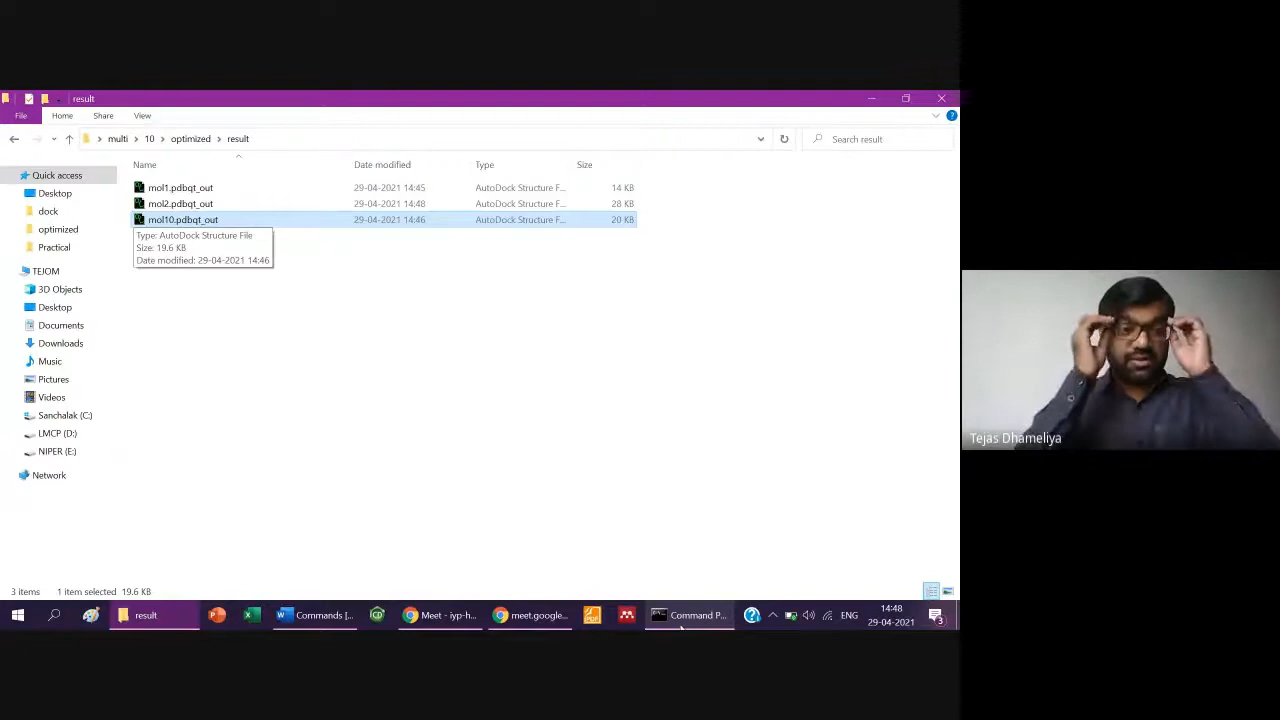 result
File
Home
Share
View
multi
10
optimized
result
Search result
Name
Date modified
Type
Size
Quick access
Desktop
dock
optimized
Practical
TEJOM
3D Objects
Desktop
Documents
Downloads
Music
Pictures
Videos
Sanchalak (C:)
LMCP (D:)
NIPER (E:)
Network
mol1.pdbqt_out 29-04-2021 14:45 AutoDock Structure F... 14 KB
mol2.pdbqt_out 29-04-2021 14:48 AutoDock Structure F... 28 KB
mol10.pdbqt_out 29-04-2021 14:46 AutoDock Structure F... 20 KB
Type: AutoDock Structure File
Size: 19.6 KB
Date modified: 29-04-2021 14:46
Tejas Dhameliya
3 items 1 item selected 19.6 KB
result
Commands [...
Meet - iyp-h...
meet.google...
Command P...
ENG
14:48
29-04-2021
3